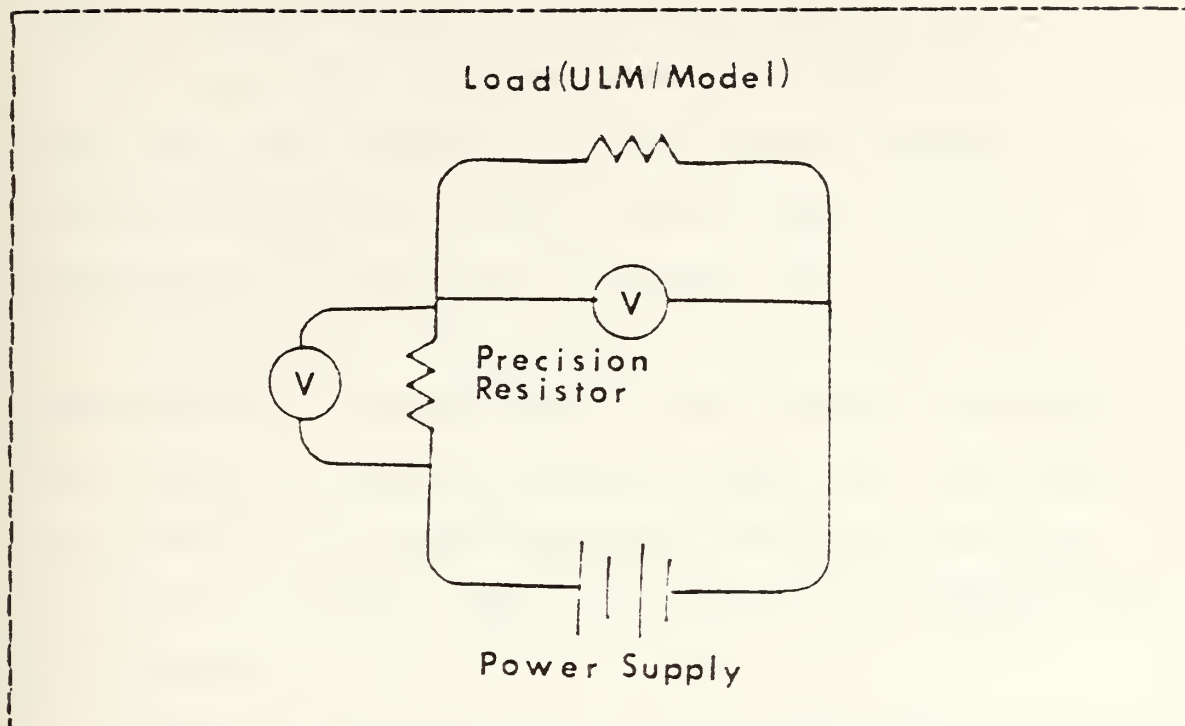 Load(ULM/Model)
V
V
Precision
Resistor
Power Supply